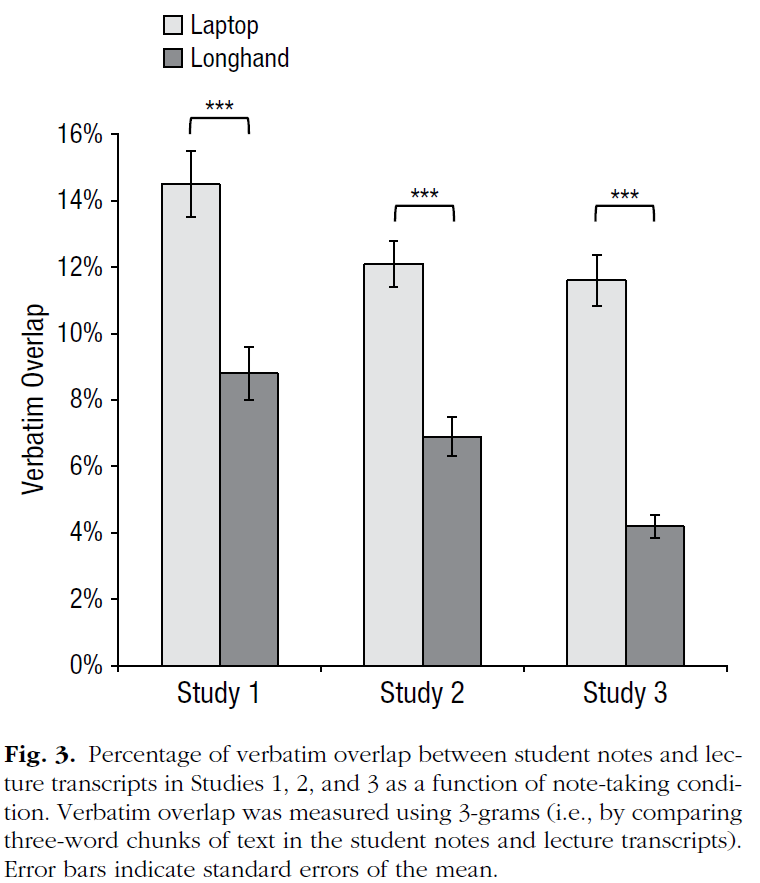 Laptop
Longhand
***
***
***
16%
14%
12%
10%
8%
6%
4%
2%
0%
Verbatim Overlap
Study 1
Study 2
Study 3
Fig. 3. Percentage of verbatim overlap between student notes and lec-
ture transcripts in Studies 1, 2, and 3 as a function of note-taking condi-
tion. Verbatim overlap was measured using 3-grams (i.e., by comparing
three-word chunks of text in the student notes and lecture transcripts).
Error bars indicate standard errors of the mean.